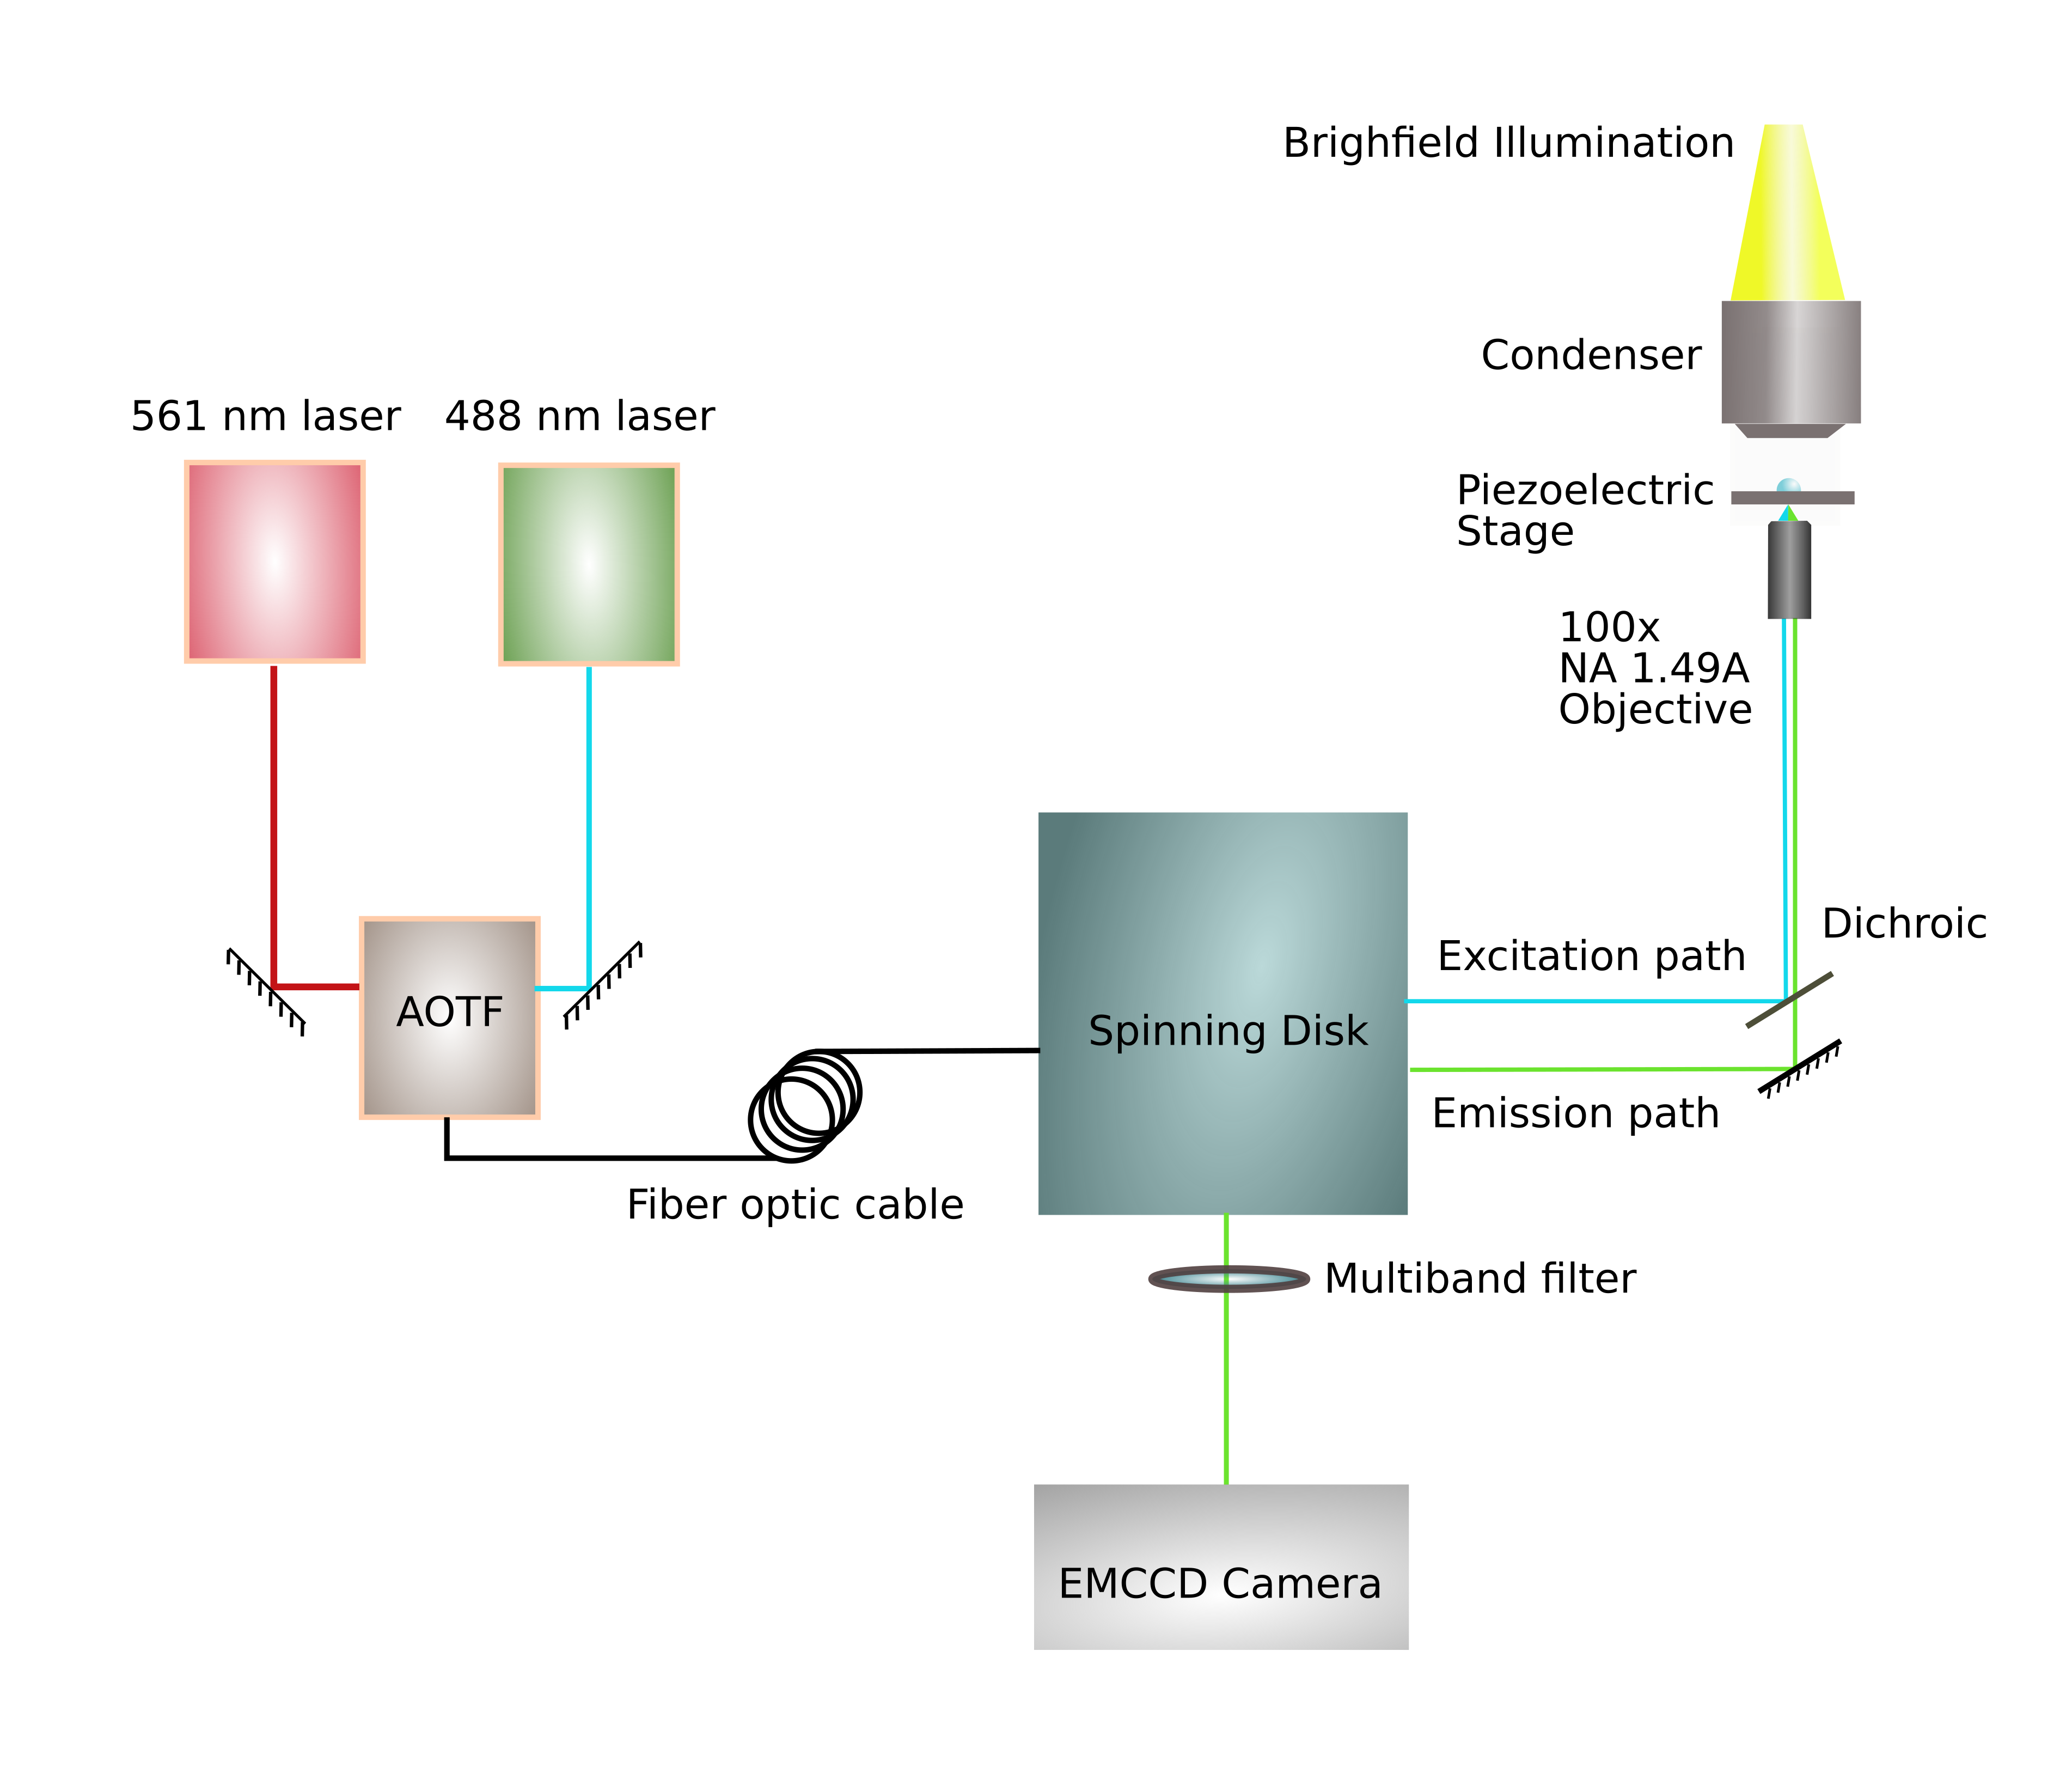 Brighfield Illumination
Condenser
561 nm laser
488 nm laser
Piezoelectric
Stage
100x
NA 1.49A
Objective
Dichroic
Excitation path
AOTF
Spinning Disk
Emission path
Fiber optic cable
Multiband filter
EMCCD Camera